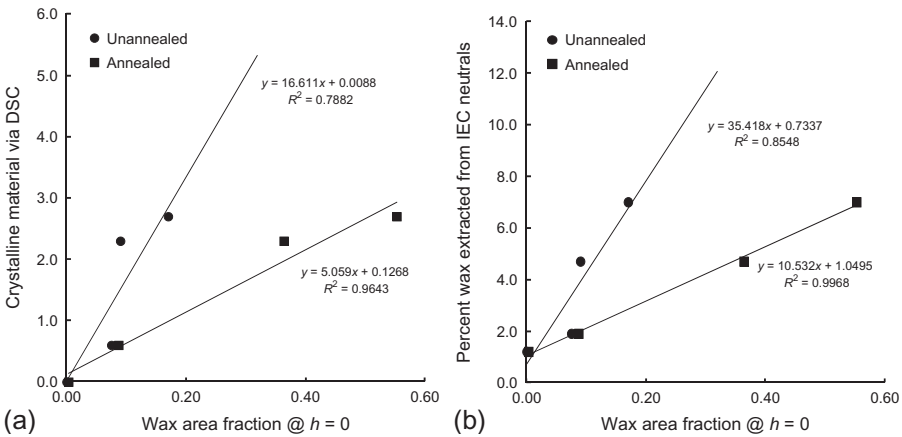 6.0
5.0
4.0
3.0
2.0
1.0
0.0
Crystalline material via DSC
Unannealed
Annealed
y = 16.611x + 0.0088
R² = 0.7882
y = 5.059x + 0.1268
R² = 0.9643
0.00 0.20 0.40 0.60
Wax area fraction @ h = 0
(a)
14.0
12.0
10.0
8.0
6.0
4.0
2.0
0.0
Percent wax extracted from IEC neutrals
Unannealed
Annealed
y = 35.418x + 0.7337
R² = 0.8548
y = 10.532x + 1.0495
R² = 0.9968
0.00 0.20 0.40 0.60
Wax area fraction @ h = 0
(b)